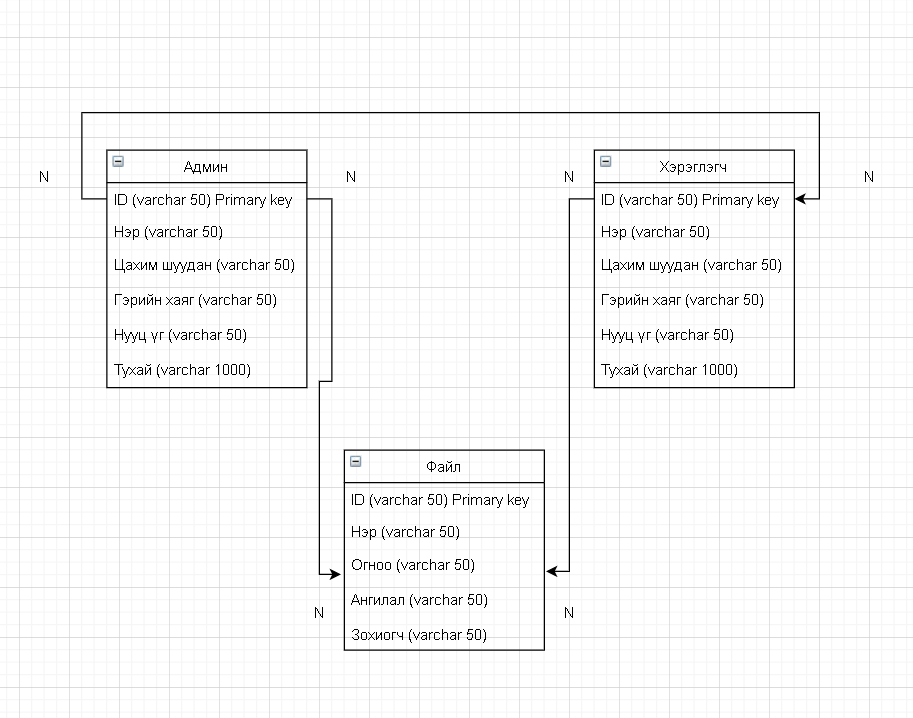 N
N
N
N
Админ
ID (varchar 50) Primary key
Нэр (varchar 50)
Цахим шуудан (varchar 50)
Гэрийн хаяг (varchar 50)
Нууц үг (varchar 50)
Тухай (varchar 1000)
Хэрэглэгч
ID (varchar 50) Primary key
Нэр (varchar 50)
Цахим шуудан (varchar 50)
Гэрийн хаяг (varchar 50)
Нууц үг (varchar 50)
Тухай (varchar 1000)
Файл
ID (varchar 50) Primary key
Нэр (varchar 50)
Огноо (varchar 50)
Ангилал (varchar 50)
Зохиогч (varchar 50)
N
N